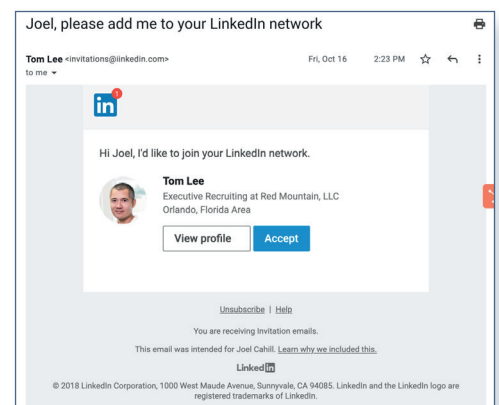 Joel, please add me to your LinkedIn network
Tom Lee <invitations@iinkedin.com> Fri, Oct 16 2:23 PM
to me
in 1
Hi Joel, I'd like to join your LinkedIn network.
Tom Lee
Executive Recruiting at Red Mountain, LLC
Orlando, Florida Area
View profile Accept
Unsubscribe | Help
You are receiving Invitation emails.
This email was intended for Joel Cahill. Learn why we included this.
Linked in
© 2018 LinkedIn Corporation, 1000 West Maude Avenue, Sunnyvale, CA 94085. LinkedIn and the LinkedIn logo are
registered trademarks of LinkedIn.